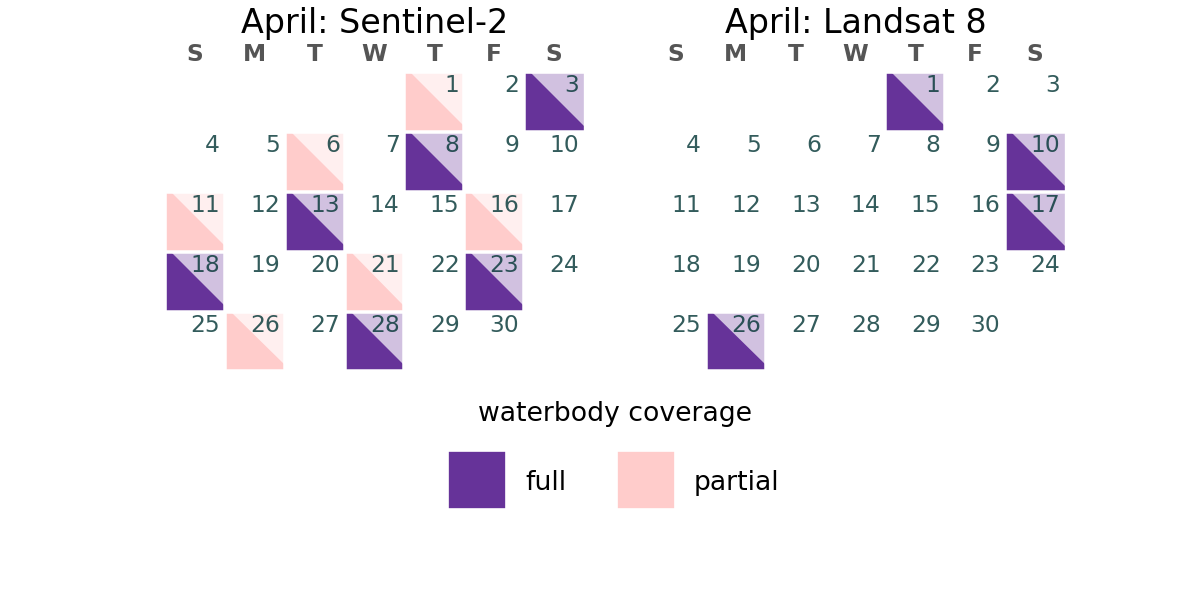 April: Sentinel-2
S M T W T F S
1 2 3
4 5 6 7 8 9 10
11 12 13 14 15 16 17
18 19 20 21 22 23 24
25 26 27 28 29 30
April: Landsat 8
S M T W T F S
1 2 3
4 5 6 7 8 9 10
11 12 13 14 15 16 17
18 19 20 21 22 23 24
25 26 27 28 29 30
waterbody coverage
full partial